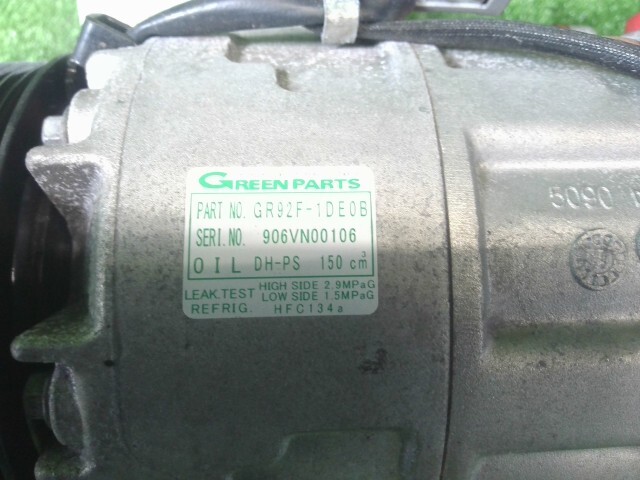 GREEN PARTS
PART NO. GR92F-1DE0B
SERI.NO. 906VN00106
OIL DH-PS 150 cm³
LEAK.TEST HIGH SIDE 2.9MPaG
LOW SIDE 1.5MPaG
REFRIG. HFC134a
5090